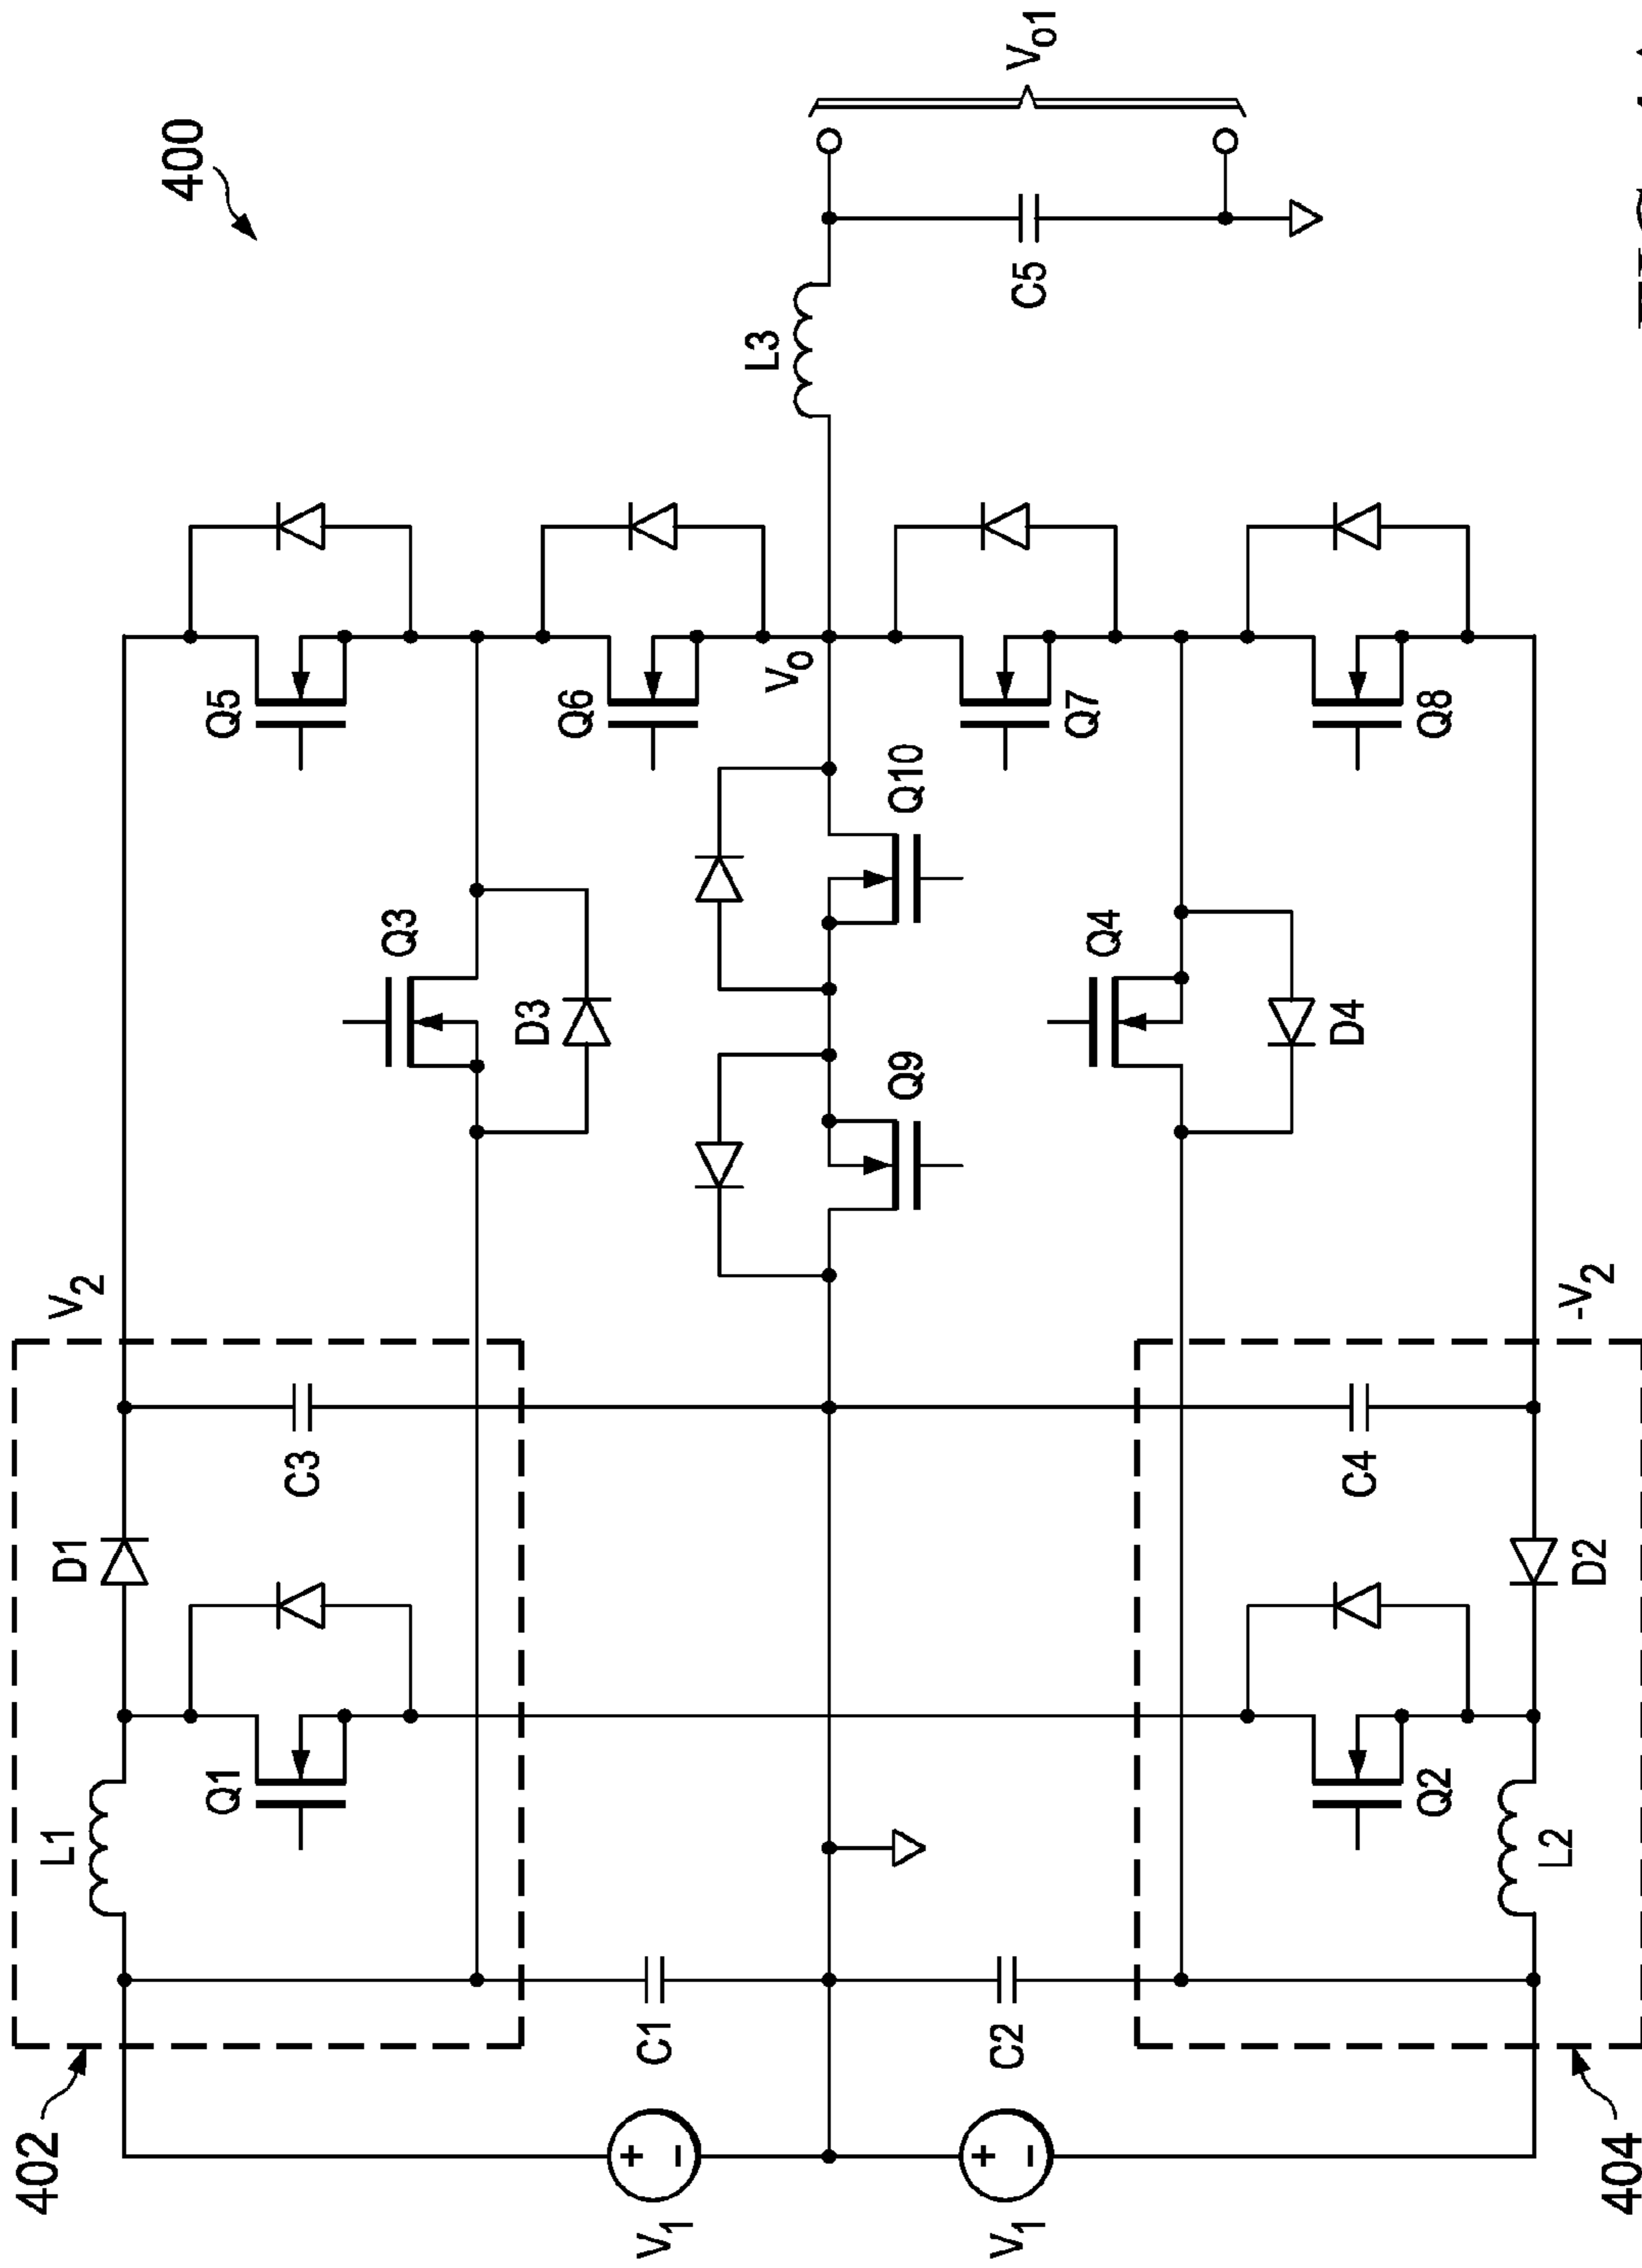 400
402
V2
L1
D1
Q1
C3
Q5
Q3
D3
Q6
Vo
L3
Vo1
V1
+
-
C1
Q9
Q10
C5
V1
+
-
C2
Q7
Q4
D4
Q2
C4
Q8
L2
D2
-V2
404